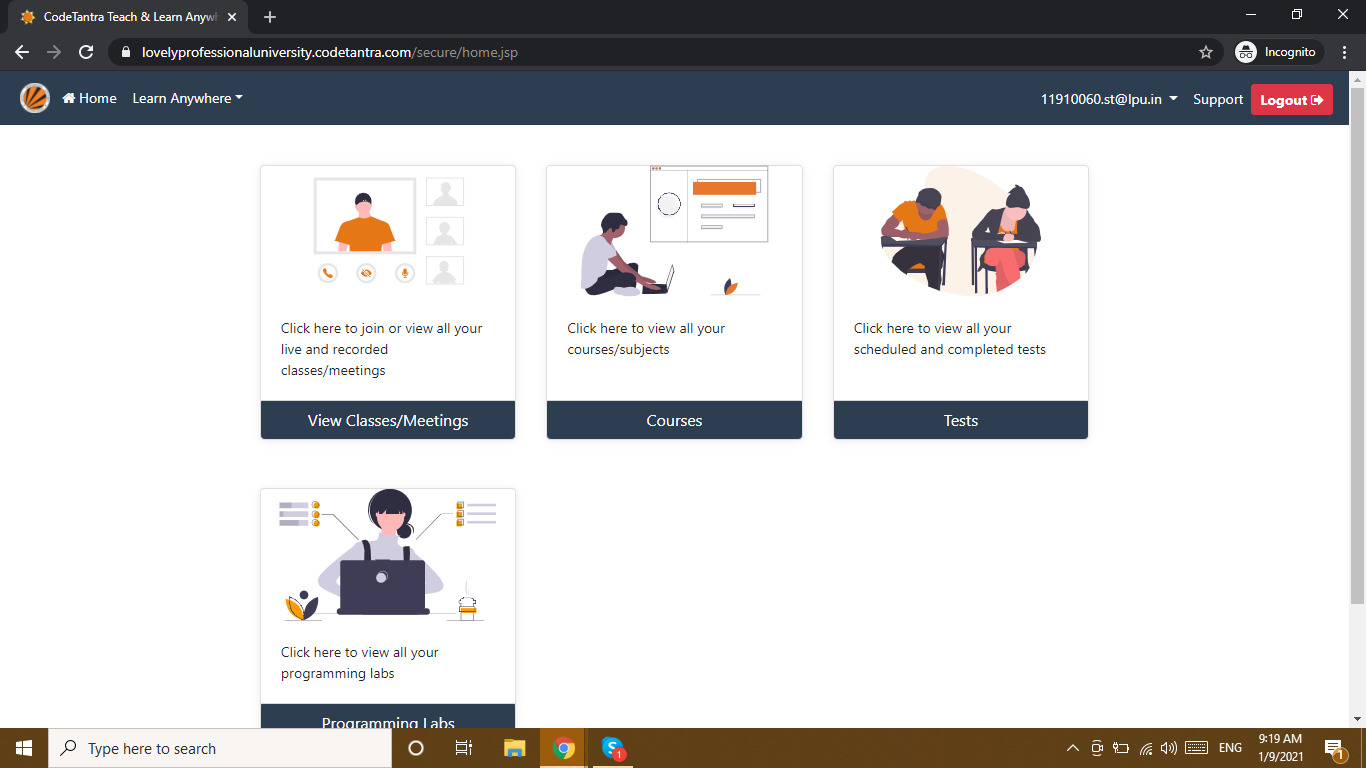 CodeTantra Teach & Learn Anywh
lovelyprofessionaluniversity.codetantra.com/secure/home.jsp
Incognito
Home
Learn Anywhere
11910060.st@lpu.in
Support
Logout
Click here to join or view all your
live and recorded
classes/meetings
View Classes/Meetings
Click here to view all your
courses/subjects
Courses
Click here to view all your
scheduled and completed tests
Tests
Click here to view all your
programming labs
Programming Labs
Type here to search
S
1
ENG
9:19 AM
1/9/2021
1